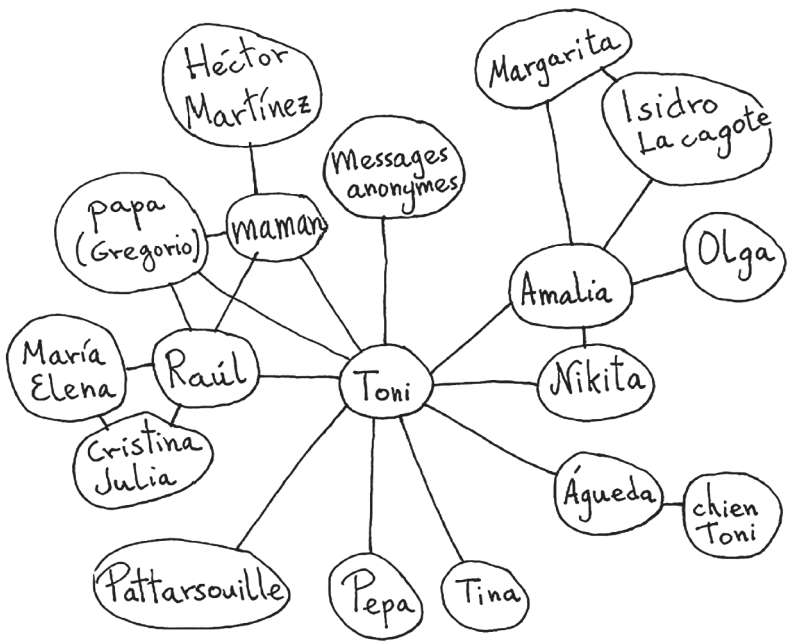 Héctor
Martínez
Margarita
Isidro
La cagote
Messages
anonymes
papa
(Gregorio)
maman
Olga
Amalia
María
Elena
Raúl
Toni
Nikita
Cristina
Julia
Águeda
chien
Toni
Pattarsouille
Pepa
Tina